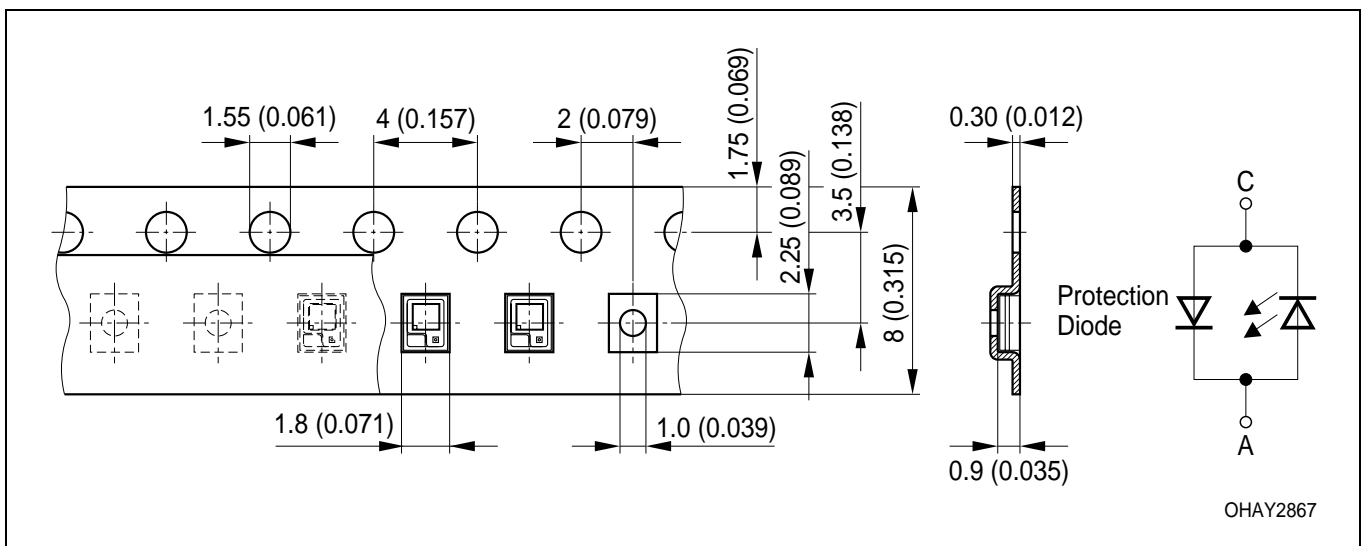 1.55 (0.061)
4 (0.157)
2 (0.079)
1.75 (0.069)
2.25 (0.089)
3.5 (0.138)
8 (0.315)
0.30 (0.012)
C
Protection
Diode
A
1.8 (0.071)
1.0 (0.039)
0.9 (0.035)
OHAY2867